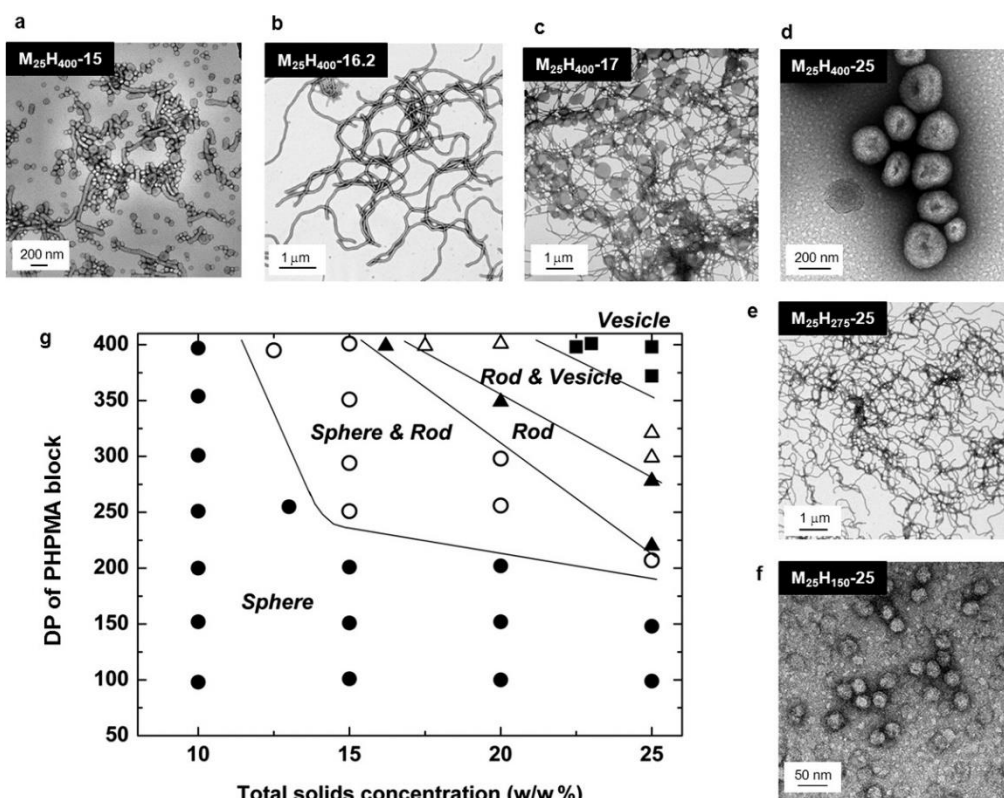 a
b
c
d
M25H400-15
M25H400-16.2
M25H400-17
M25H400-25
200 nm
1 μm
1 μm
200 nm
e
M25H275-25
1 μm
f
M25H150-25
50 nm
g
Vesicle
Rod & Vesicle
Sphere & Rod
Rod
Sphere
DP of PHPMA block
400
350
300
250
200
150
100
50
10 15 20 25
Total solids concentration (w/w %)